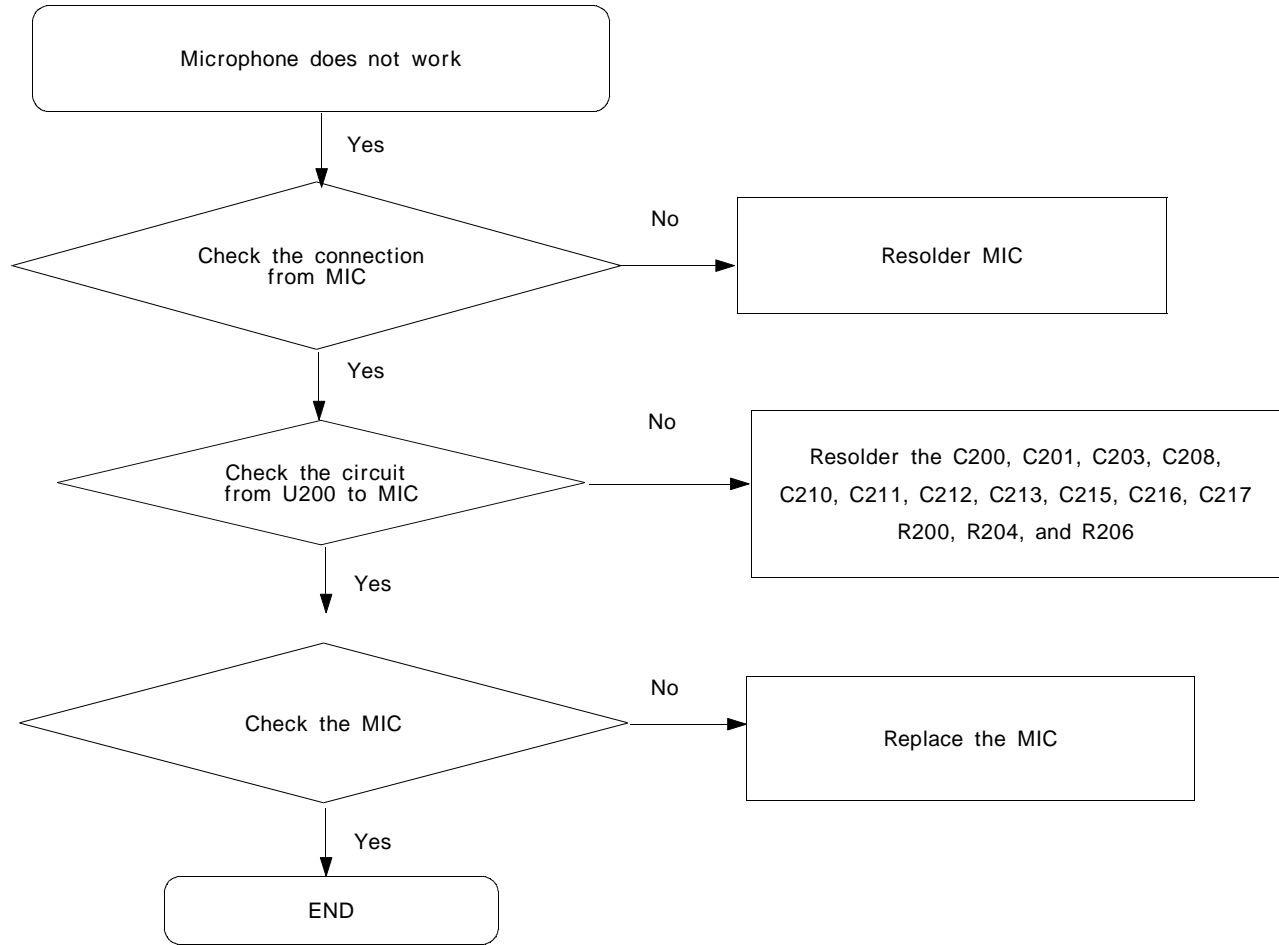 Microphone does not work
Yes
Check the connection
from MIC
No
Resolder MIC
Yes
Check the circuit
from U200 to MIC
No
Resolder the C200, C201, C203, C208,
C210, C211, C212, C213, C215, C216, C217
R200, R204, and R206
Yes
Check the MIC
No
Replace the MIC
Yes
END